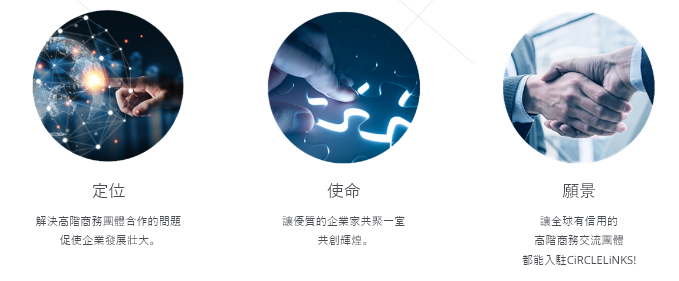 定位
解決高階商務團體合作的問題
促使企業發展壯大。
使命
讓優質的企業家共聚一室
共創輝煌。
願景
讓全球有信用的
高階商務交流團體
都能入駐CiRCLELiNKS!